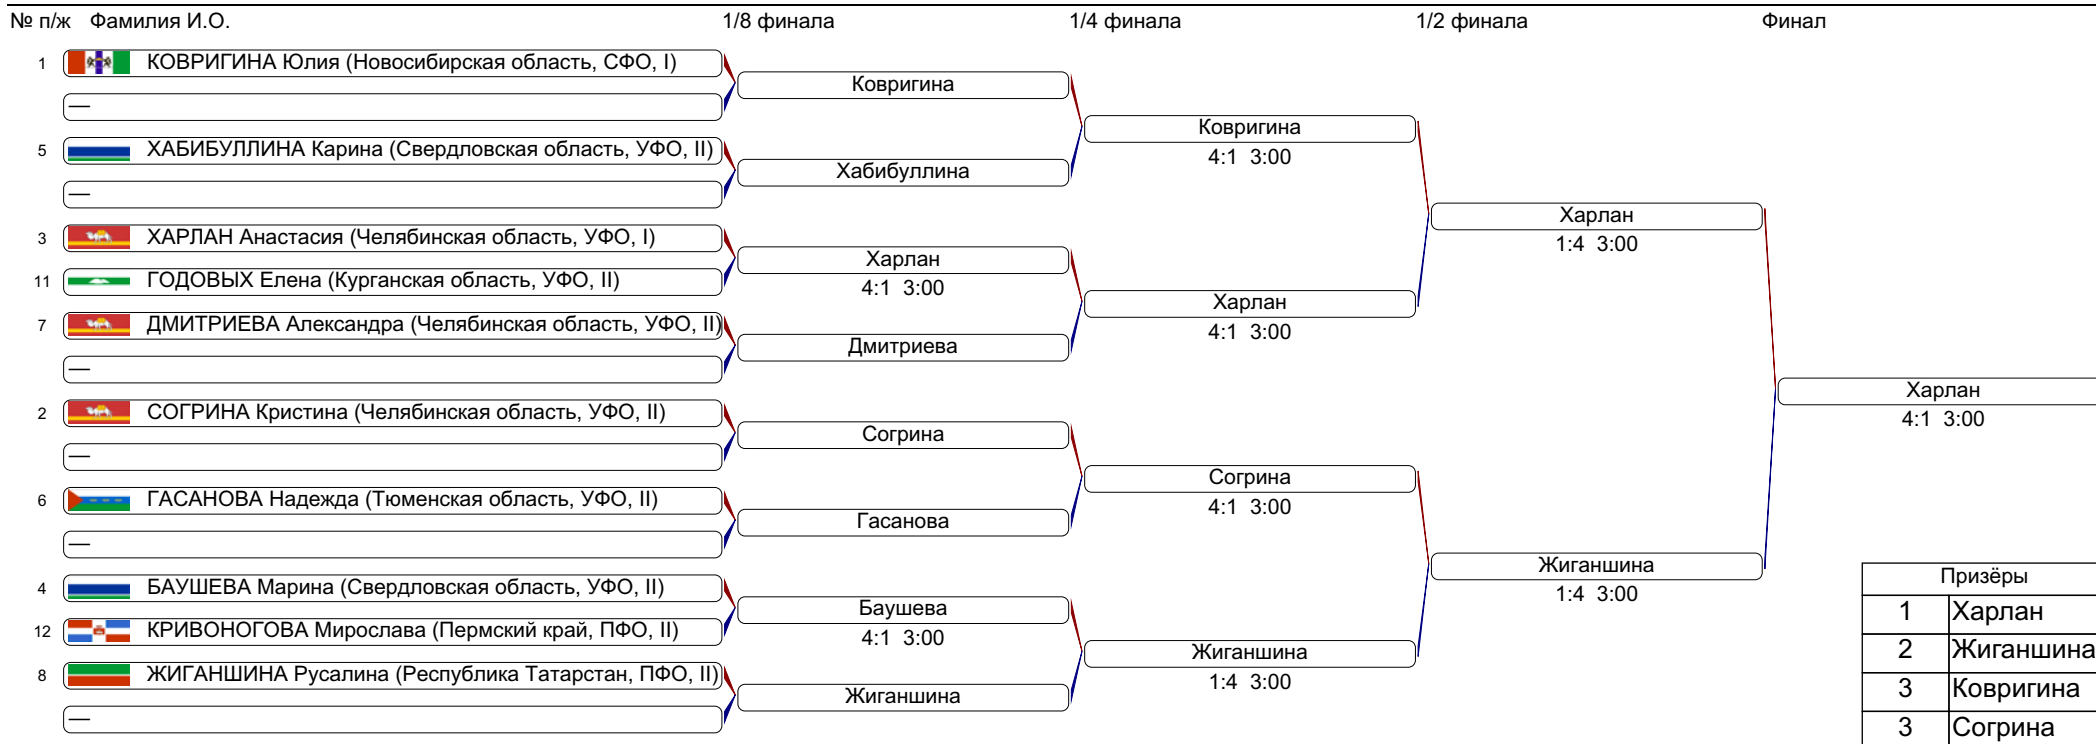 № п/ж Фамилия И.О. 1/8 финала 1/4 финала 1/2 финала Финал
1 КОВРИГИНА Юлия (Новосибирская область, СФО, I)
Ковригина
—
Ковригина
4:1 3:00
5 ХАБИБУЛЛИНА Карина (Свердловская область, УФО, II)
Хабибуллина
—
Харлан
1:4 3:00
3 ХАРЛАН Анастасия (Челябинская область, УФО, I)
Харлан
4:1 3:00
11 ГОДОВЫХ Елена (Курганская область, УФО, II)
Харлан
4:1 3:00
7 ДМИТРИЕВА Александра (Челябинская область, УФО, II)
Дмитриева
—
Харлан
4:1 3:00
2 СОГРИНА Кристина (Челябинская область, УФО, II)
Согрина
—
Согрина
4:1 3:00
6 ГАСАНОВА Надежда (Тюменская область, УФО, II)
Гасанова
—
Жиганшина
1:4 3:00
4 БАУШЕВА Марина (Свердловская область, УФО, II)
Баушева
4:1 3:00
12 КРИВОНОГОВА Мирослава (Пермский край, ПФО, II)
Жиганшина
1:4 3:00
8 ЖИГАНШИНА Русалина (Республика Татарстан, ПФО, II)
Жиганшина
—
Призёры
1 Харлан
2 Жиганшина
3 Ковригина
3 Согрина